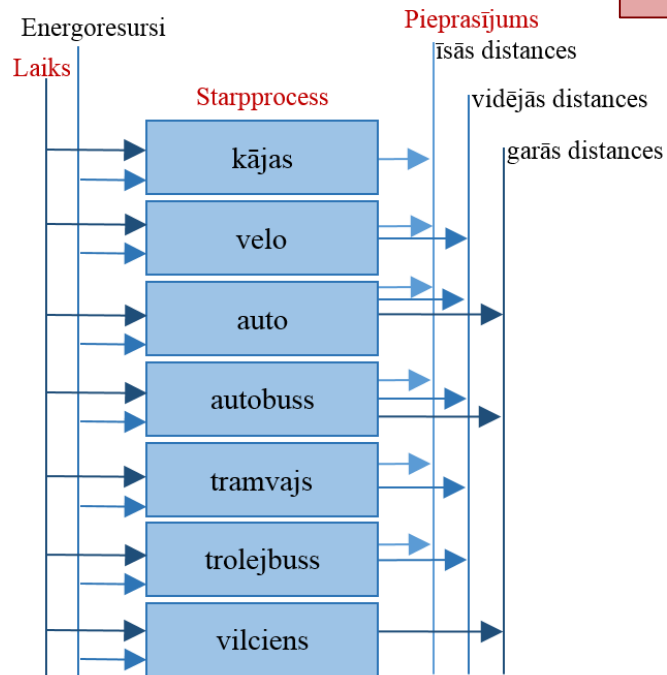 Pieprasījums
Energoresursi
īsās distances
Laiks
Starpprocess
vidējās distances
garās distances
kājas
velo
auto
autobuss
tramvajs
trolejbuss
vilciens